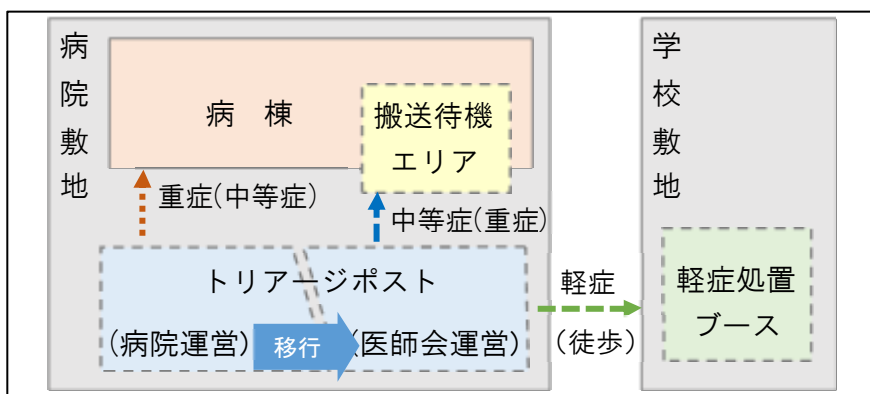 病院敷地
病 棟
搬送待機
エリア
重症(中等症)
中等症(重症)
トリアージポスト
(病院運営)
移行
(医師会運営)
軽症
(徒歩)
学校敷地
軽症処置
ブース